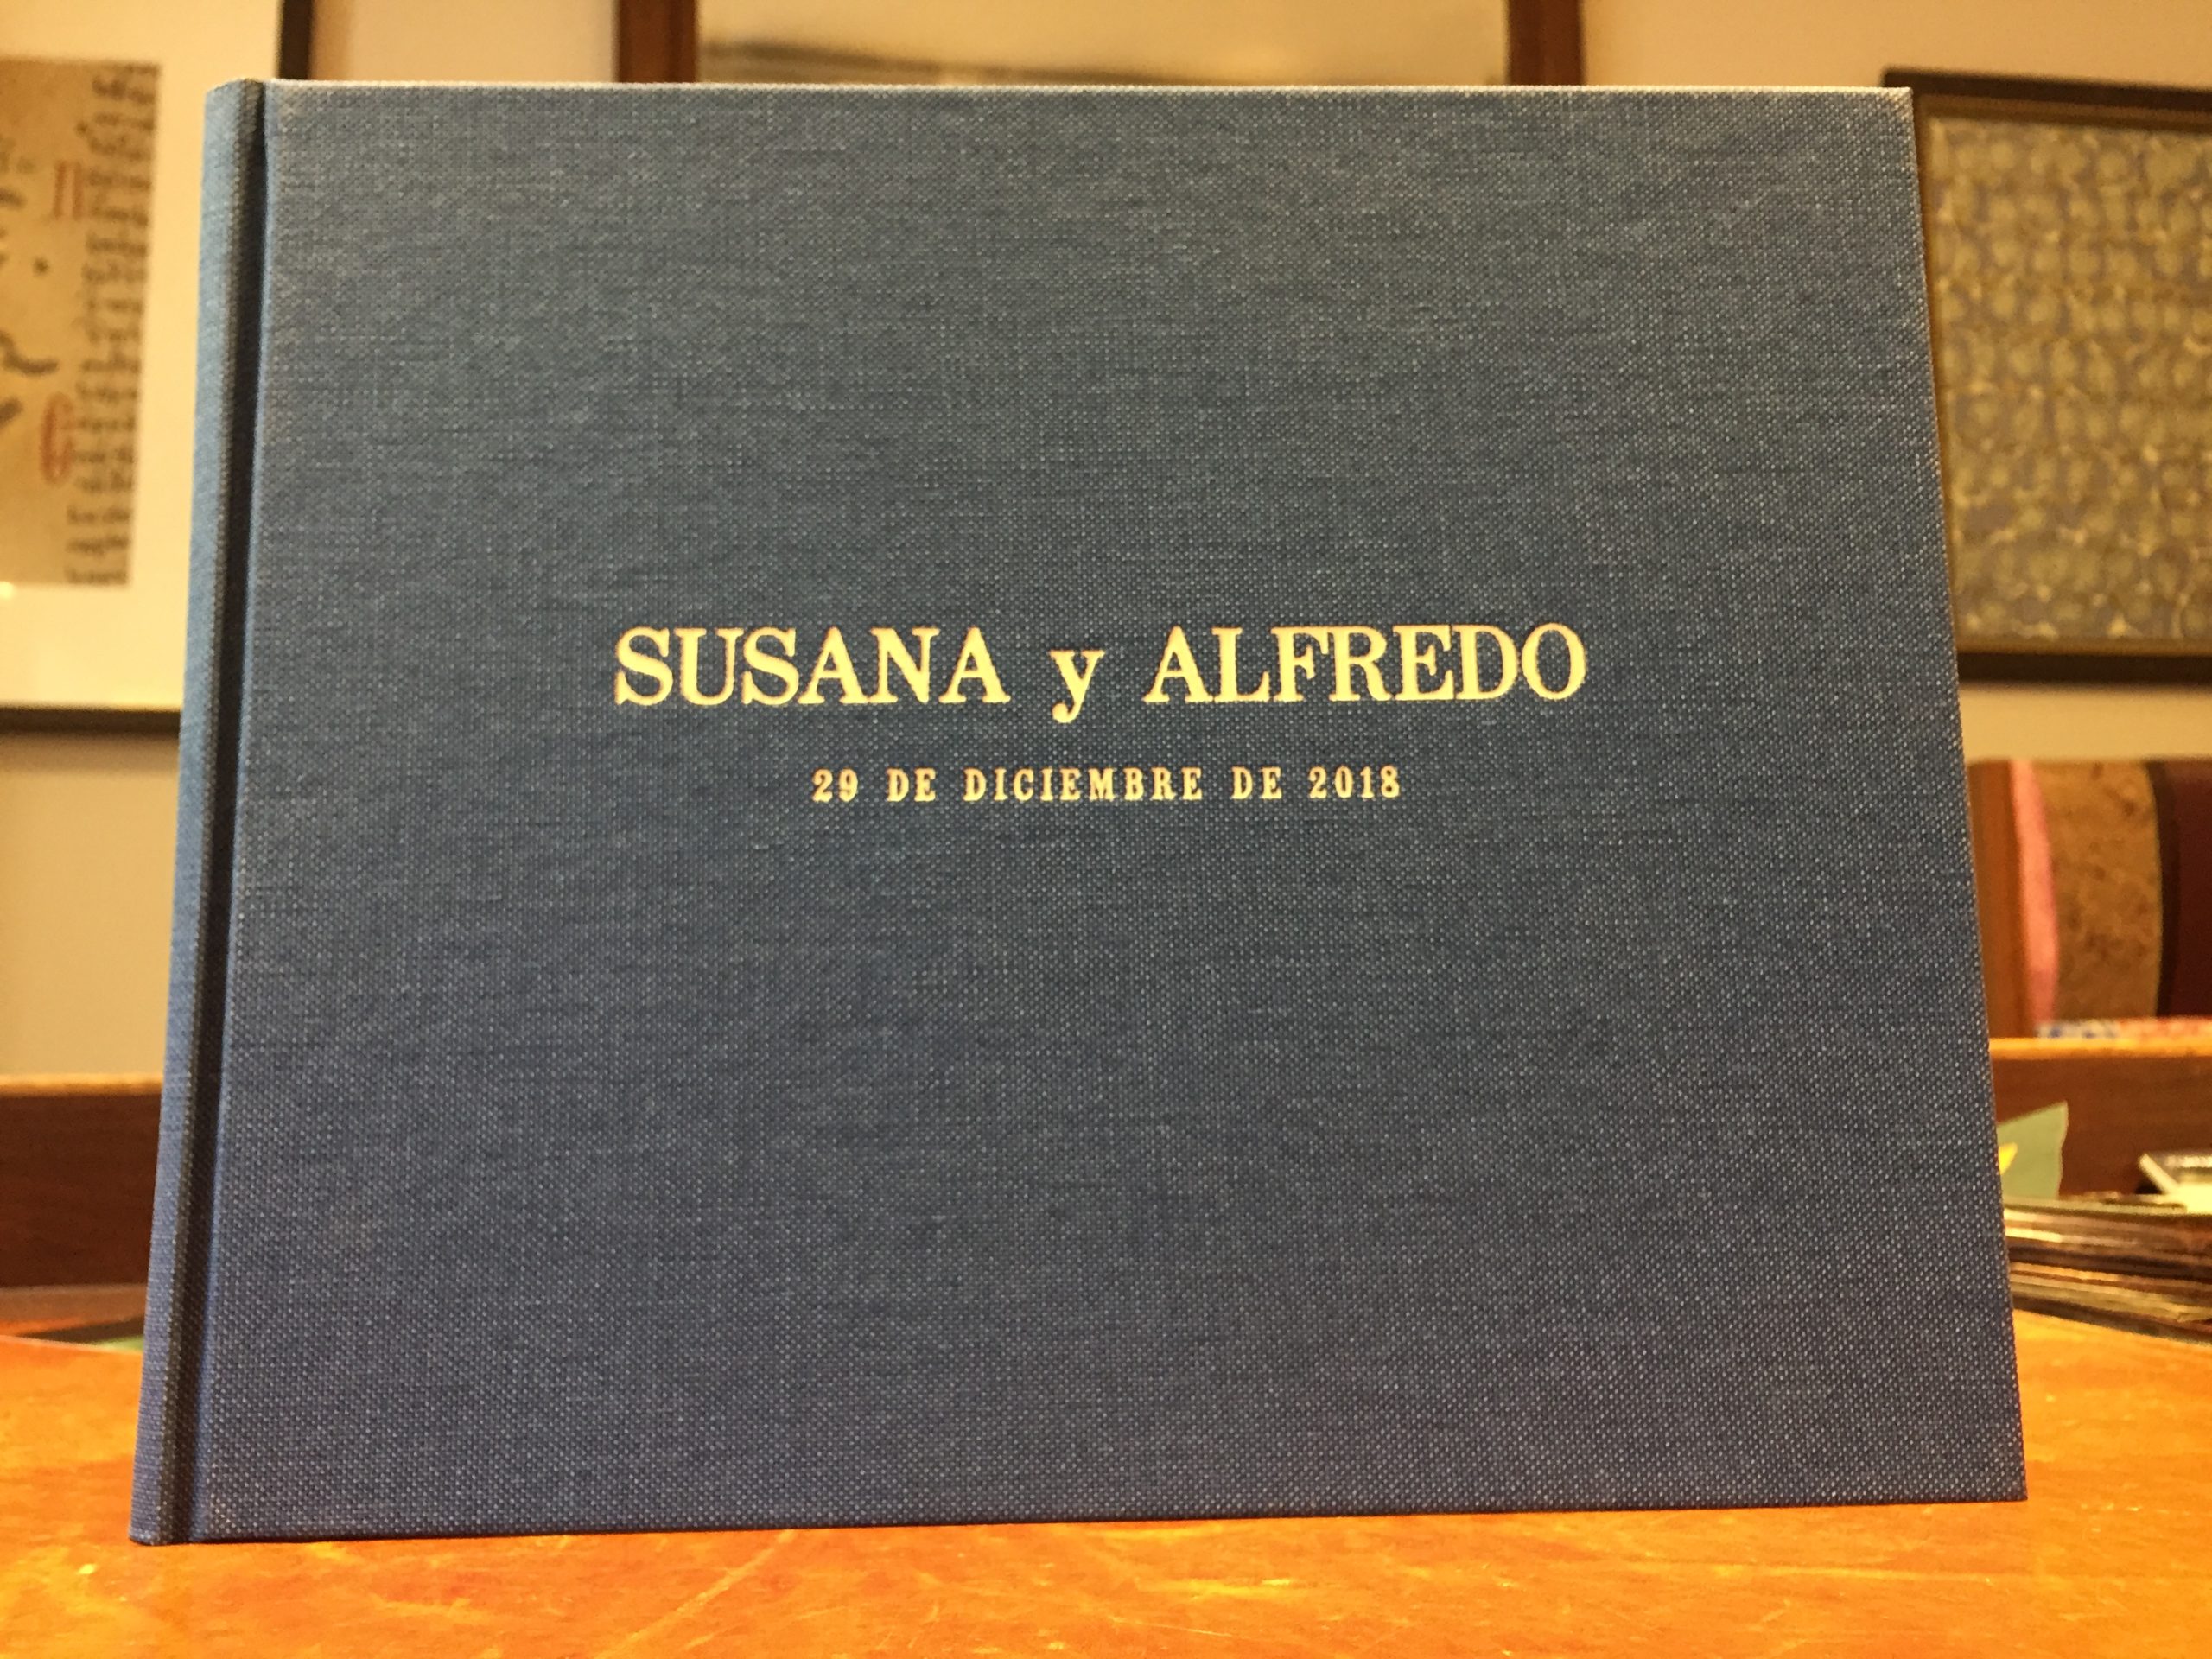 SUSANA y ALFREDO
29 DE DICIEMBRE DE 2018